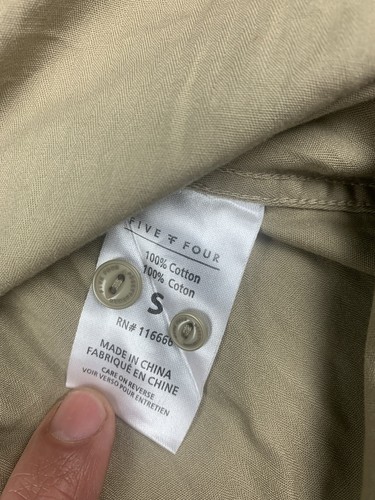 FIVE FOUR
100% Cotton
100% Coton
S
RN# 116666
MADE IN CHINA
FABRIQUÉ EN CHINE
CARE ON REVERSE
VOIR VERSO POUR ENTRETIEN